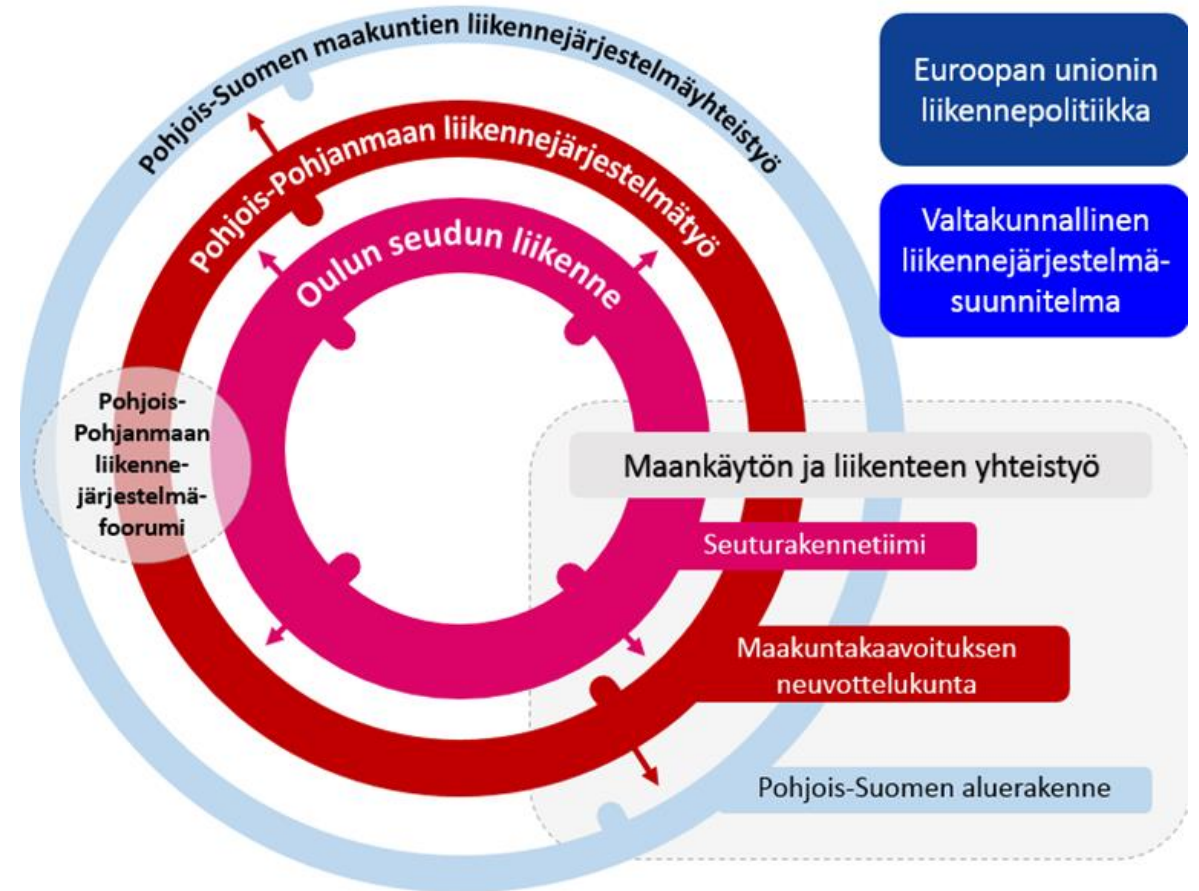 Pohjois-Suomen maakuntien liikennejärjestelmäyhteistyö
Pohjois-Pohjanmaan liikennejärjestelmätyö
Oulun seudun liikenne
Euroopan unionin
liikennepolitiikka
Valtakunnallinen
liikennejärjestelmä-
suunnitelma
Pohjois-
Pohjanmaan
liikenne-
järjestelmä-
foorumi
Maankäytön ja liikenteen yhteistyö
Seuturakennetiimi
Maakuntakaavoituksen
neuvottelukunta
Pohjois-Suomen aluerakenne